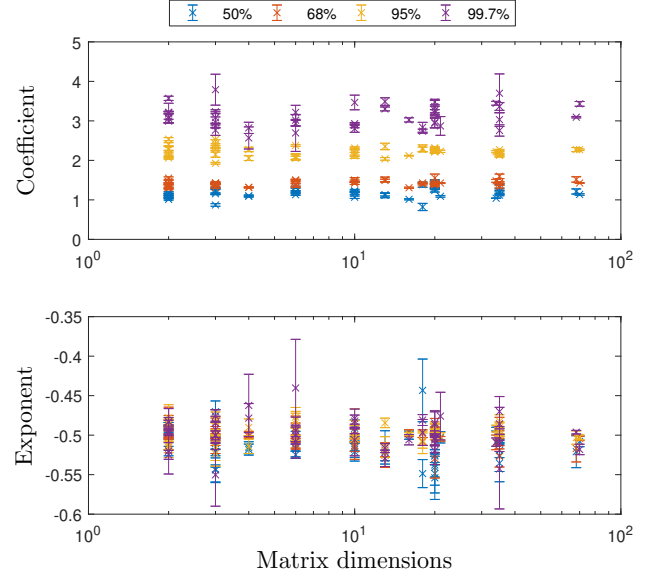 50% 68% 95% 99.7%
5
4
3
2
1
0
Coefficient
10^0 10^1 10^2
-0.35
-0.4
-0.45
-0.5
-0.55
-0.6
Exponent
10^0 10^1 10^2
Matrix dimensions